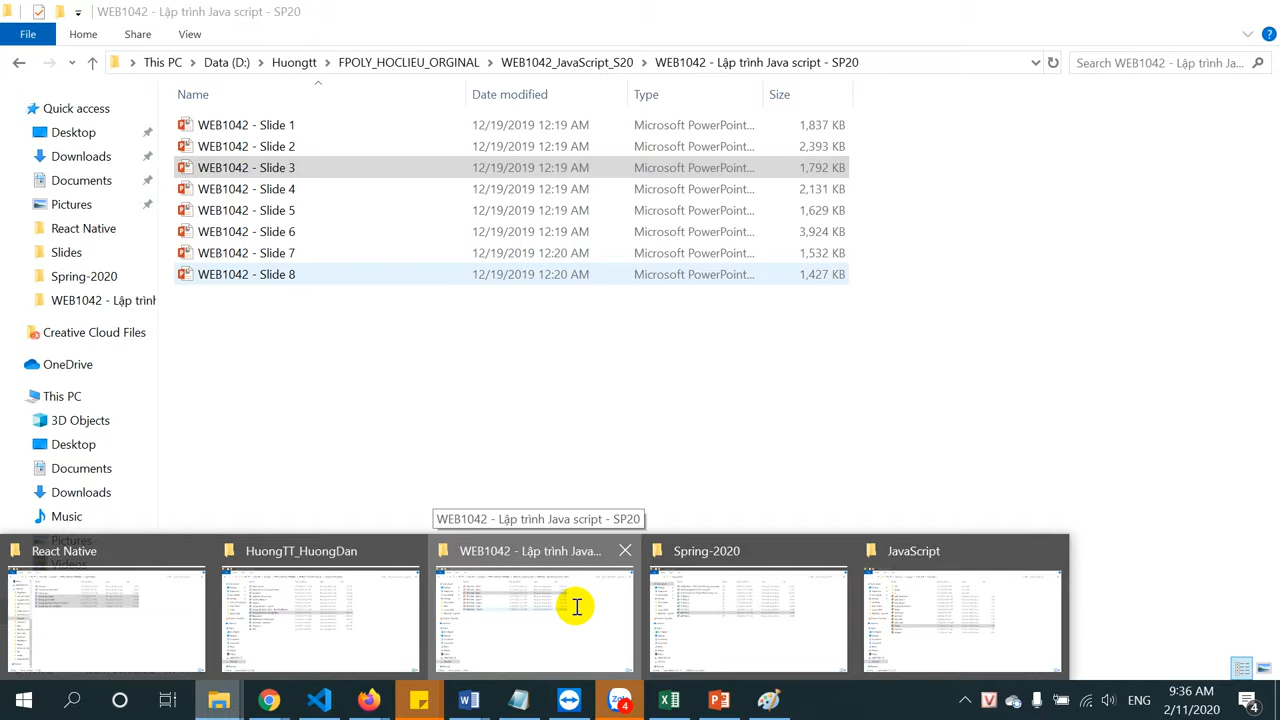 WEB1042 - Lập trình Java script - SP20
File Home Share View
This PC Data (D:) Huongtt FPOLY_HOCLIEU_ORGINAL WEB1042_JavaScript_S20 WEB1042 - Lập trình Java script - SP20 Search WEB1042 - Lập trình Ja...
Name Date modified Type Size
Quick access
Desktop
Downloads
Documents
Pictures
React Native
Slides
Spring-2020
WEB1042 - Lập trình
Creative Cloud Files
OneDrive
This PC
3D Objects
Desktop
Documents
Downloads
Music
Pictures
Videos
WEB1042 - Slide 1 12/19/2019 12:19 AM Microsoft PowerPoint... 1,837 KB
WEB1042 - Slide 2 12/19/2019 12:19 AM Microsoft PowerPoint... 2,393 KB
WEB1042 - Slide 3 12/19/2019 12:19 AM Microsoft PowerPoint... 1,792 KB
WEB1042 - Slide 4 12/19/2019 12:19 AM Microsoft PowerPoint... 2,131 KB
WEB1042 - Slide 5 12/19/2019 12:19 AM Microsoft PowerPoint... 1,629 KB
WEB1042 - Slide 6 12/19/2019 12:19 AM Microsoft PowerPoint... 3,924 KB
WEB1042 - Slide 7 12/19/2019 12:20 AM Microsoft PowerPoint... 1,532 KB
WEB1042 - Slide 8 12/19/2019 12:20 AM Microsoft PowerPoint... 1,427 KB
WEB1042 - Lập trình Java script - SP20
React Native HuongTT_HuongDan WEB1042 - Lập trình Java... Spring-2020 JavaScript
Zalo 4
ENG
9:36 AM
2/11/2020
4